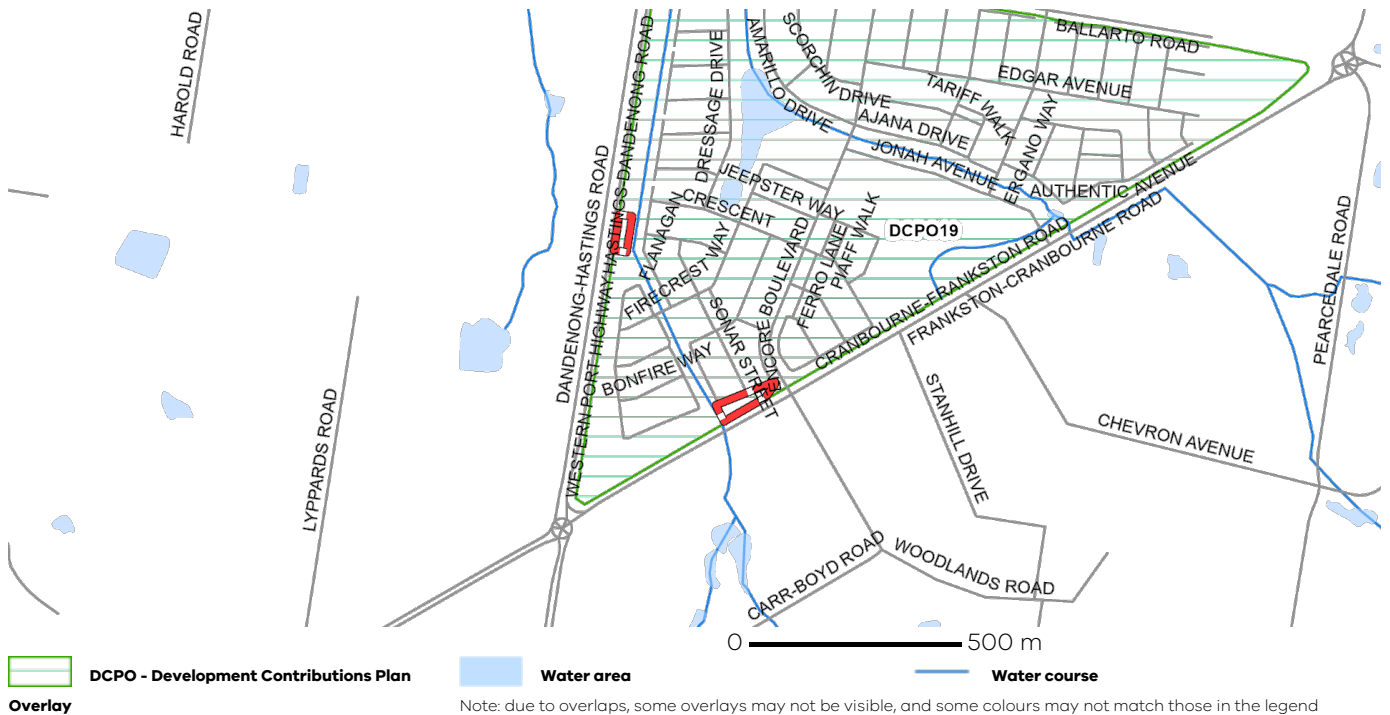 BALLARTO ROAD
HAROLD ROAD
WESTERN PORT HIGHWAY HASTINGS-DANDENONG ROAD
DANDENONG-HASTINGS ROAD
DRESSAGE DRIVE
AMARILLO DRIVE
SCORCHIN DRIVE
EDGAR AVENUE
TARIFF WALK
AJANA DRIVE
ERGANO WAY
JONAH AVENUE
AUTHENTIC AVENUE
JEEPSTER WAY
FLANAGAN CRESCENT
DCPO19
PIAFF WALK
FERRO LANE
ENCORE BOULEVARD
FIRECREST WAY
SONAR STREET
BONFIRE WAY
CRANBOURNE-FRANKSTON ROAD
FRANKSTON-CRANBOURNE ROAD
PEARCEDALE ROAD
LYPPARDS ROAD
STANHILL DRIVE
CHEVRON AVENUE
CARR-BOYD ROAD
WOODLANDS ROAD
0 500 m
DCPO - Development Contributions Plan
Overlay
Water area
Water course
Note: due to overlaps, some overlays may not be visible, and some colours may not match those in the legend